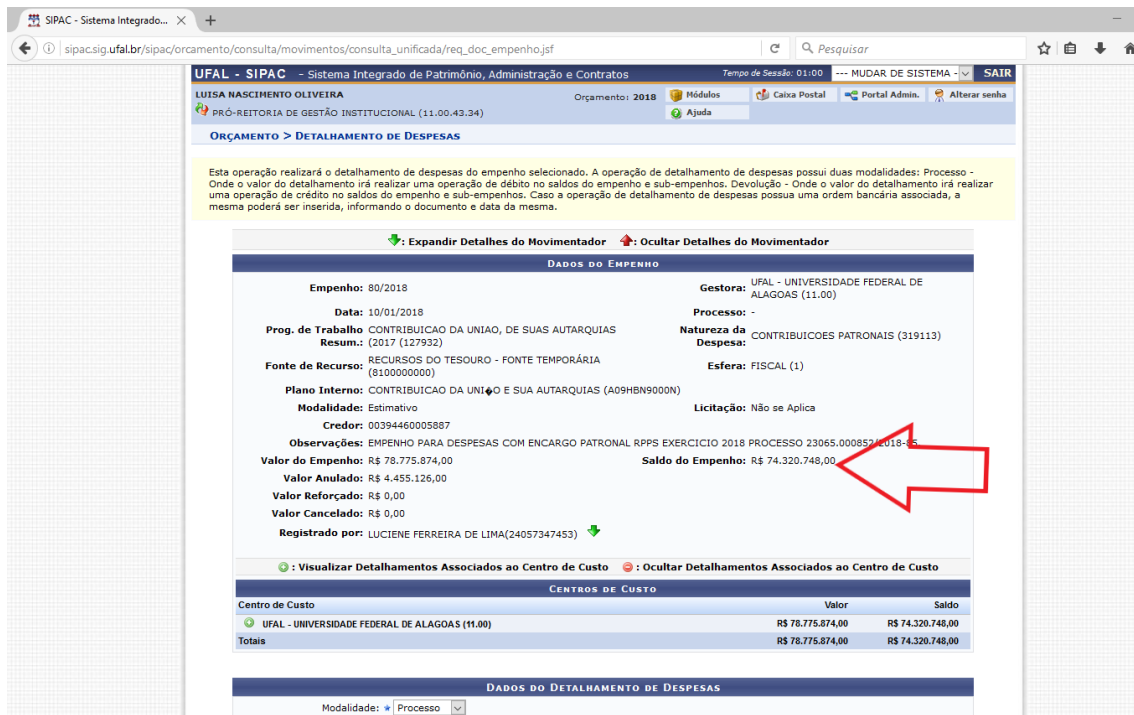 SIPAC - Sistema Integrado...
sipac.sig.ufal.br/sipac/orcamento/consulta/movimentos/consulta_unificada/req_doc_empenho.jsf
Pesquisar
UFAL - SIPAC - Sistema Integrado de Patrimônio, Administração e Contratos Tempo de Sessão: 01:00 --- MUDAR DE SISTEMA - SAIR
LUISA NASCIMENTO OLIVEIRA Orçamento: 2018 Módulos Caixa Postal Portal Admin. Alterar senha
PRÓ-REITORIA DE GESTÃO INSTITUCIONAL (11.00.43.34) Ajuda
ORÇAMENTO > DETALHAMENTO DE DESPESAS
Esta operação realizará o detalhamento de despesas do empenho selecionado. A operação de detalhamento de despesas possui duas modalidades: Processo -
Onde o valor do detalhamento irá realizar uma operação de débito no saldos do empenho e sub-empenhos. Devolução - Onde o valor do detalhamento irá realizar
uma operação de crédito no saldos do empenho e sub-empenhos. Caso a operação de detalhamento de despesas possua uma ordem bancária associada, a
mesma poderá ser inserida, informando o documento e data da mesma.
: Expandir Detalhes do Movimentador : Ocultar Detalhes do Movimentador
DADOS DO EMPENHO
Empenho: 80/2018 Gestora: UFAL - UNIVERSIDADE FEDERAL DE
ALAGOAS (11.00)
Data: 10/01/2018 Processo: -
Prog. de Trabalho CONTRIBUICAO DA UNIAO, DE SUAS AUTARQUIAS Natureza da CONTRIBUICOES PATRONAIS (319113)
Resum.: (2017 (127932) Despesa:
Fonte de Recurso: RECURSOS DO TESOURO - FONTE TEMPORÁRIA Esfera: FISCAL (1)
(8100000000)
Plano Interno: CONTRIBUICAO DA UNI�O E SUA AUTARQUIAS (A09HBN9000N)
Modalidade: Estimativo Licitação: Não se Aplica
Credor: 00394460005887
Observações: EMPENHO PARA DESPESAS COM ENCARGO PATRONAL RPPS EXERCICIO 2018 PROCESSO 23065.000852/2018-85.
Valor do Empenho: R$ 78.775.874,00 Saldo do Empenho: R$ 74.320.748,00
Valor Anulado: R$ 4.455.126,00
Valor Reforçado: R$ 0,00
Valor Cancelado: R$ 0,00
Registrado por: LUCIENE FERREIRA DE LIMA(24057347453)
: Visualizar Detalhamentos Associados ao Centro de Custo : Ocultar Detalhamentos Associados ao Centro de Custo
CENTROS DE CUSTO
Centro de Custo Valor Saldo
UFAL - UNIVERSIDADE FEDERAL DE ALAGOAS (11.00) R$ 78.775.874,00 R$ 74.320.748,00
Totais R$ 78.775.874,00 R$ 74.320.748,00
DADOS DO DETALHAMENTO DE DESPESAS
Modalidade: Processo